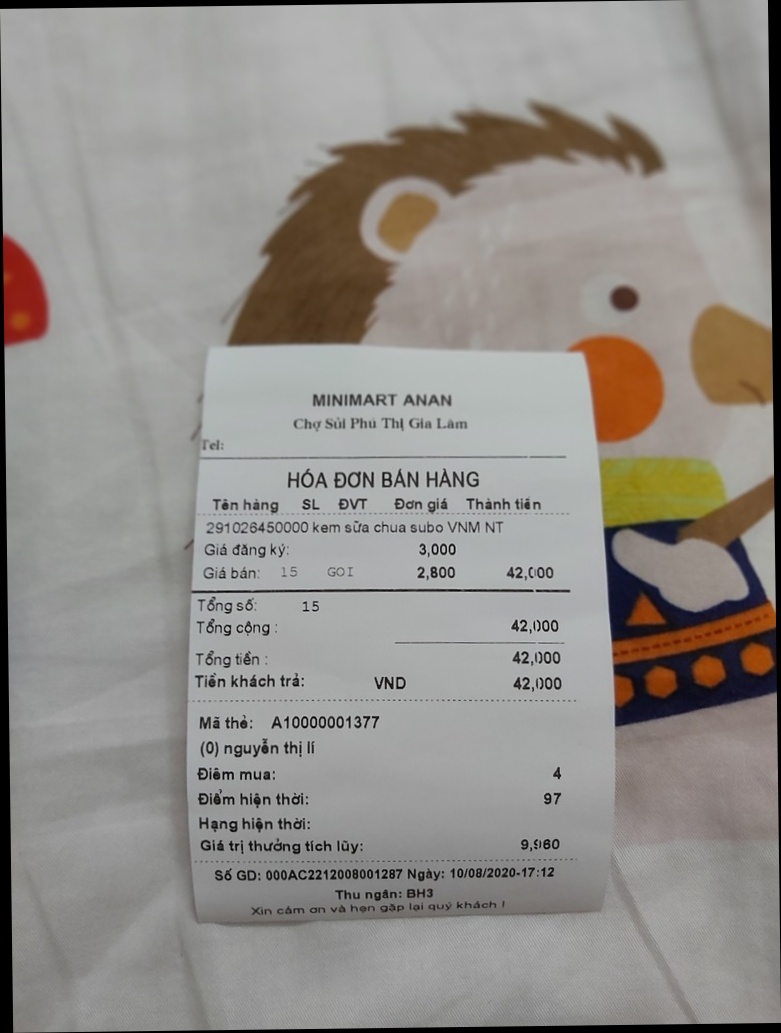 MINIMART ANAN
Chợ Sủi Phú Thị Gia Lâm
Tel:
HÓA ĐƠN BÁN HÀNG
Tên hàng SL ĐVT Đơn giá Thành tiền
291026450000 kem sữa chua subo VNM NT
Giá đăng ký: 3,000
Giá bán: 15 GOI 2,800 42,000
Tổng số: 15
Tổng cộng : 42,000
Tổng tiền : 42,000
Tiền khách trả: VND 42,000
Mã thẻ: A10000001377
(0) nguyễn thị lí
Điểm mua: 4
Điểm hiện thời: 97
Hạng hiện thời:
Giá trị thưởng tích lũy: 9,960
Số GD: 000AC2212008001287 Ngày: 10/08/2020-17:12
Thu ngân: BH3
Xin cảm ơn và hẹn gặp lại quý khách !